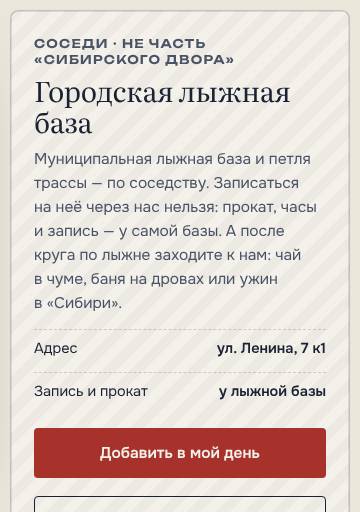 СОСЕДИ · НЕ ЧАСТЬ
«СИБИРСКОГО ДВОРА»
Городская лыжная
база
Муниципальная лыжная база и петля
трассы — по соседству. Записаться
на неё через нас нельзя: прокат, часы
и запись — у самой базы. А после
круга по лыжне заходите к нам: чай
в чуме, баня на дровах или ужин
в «Сибири».
Адрес ул. Ленина, 7 к1
Запись и прокат у лыжной базы
Добавить в мой день